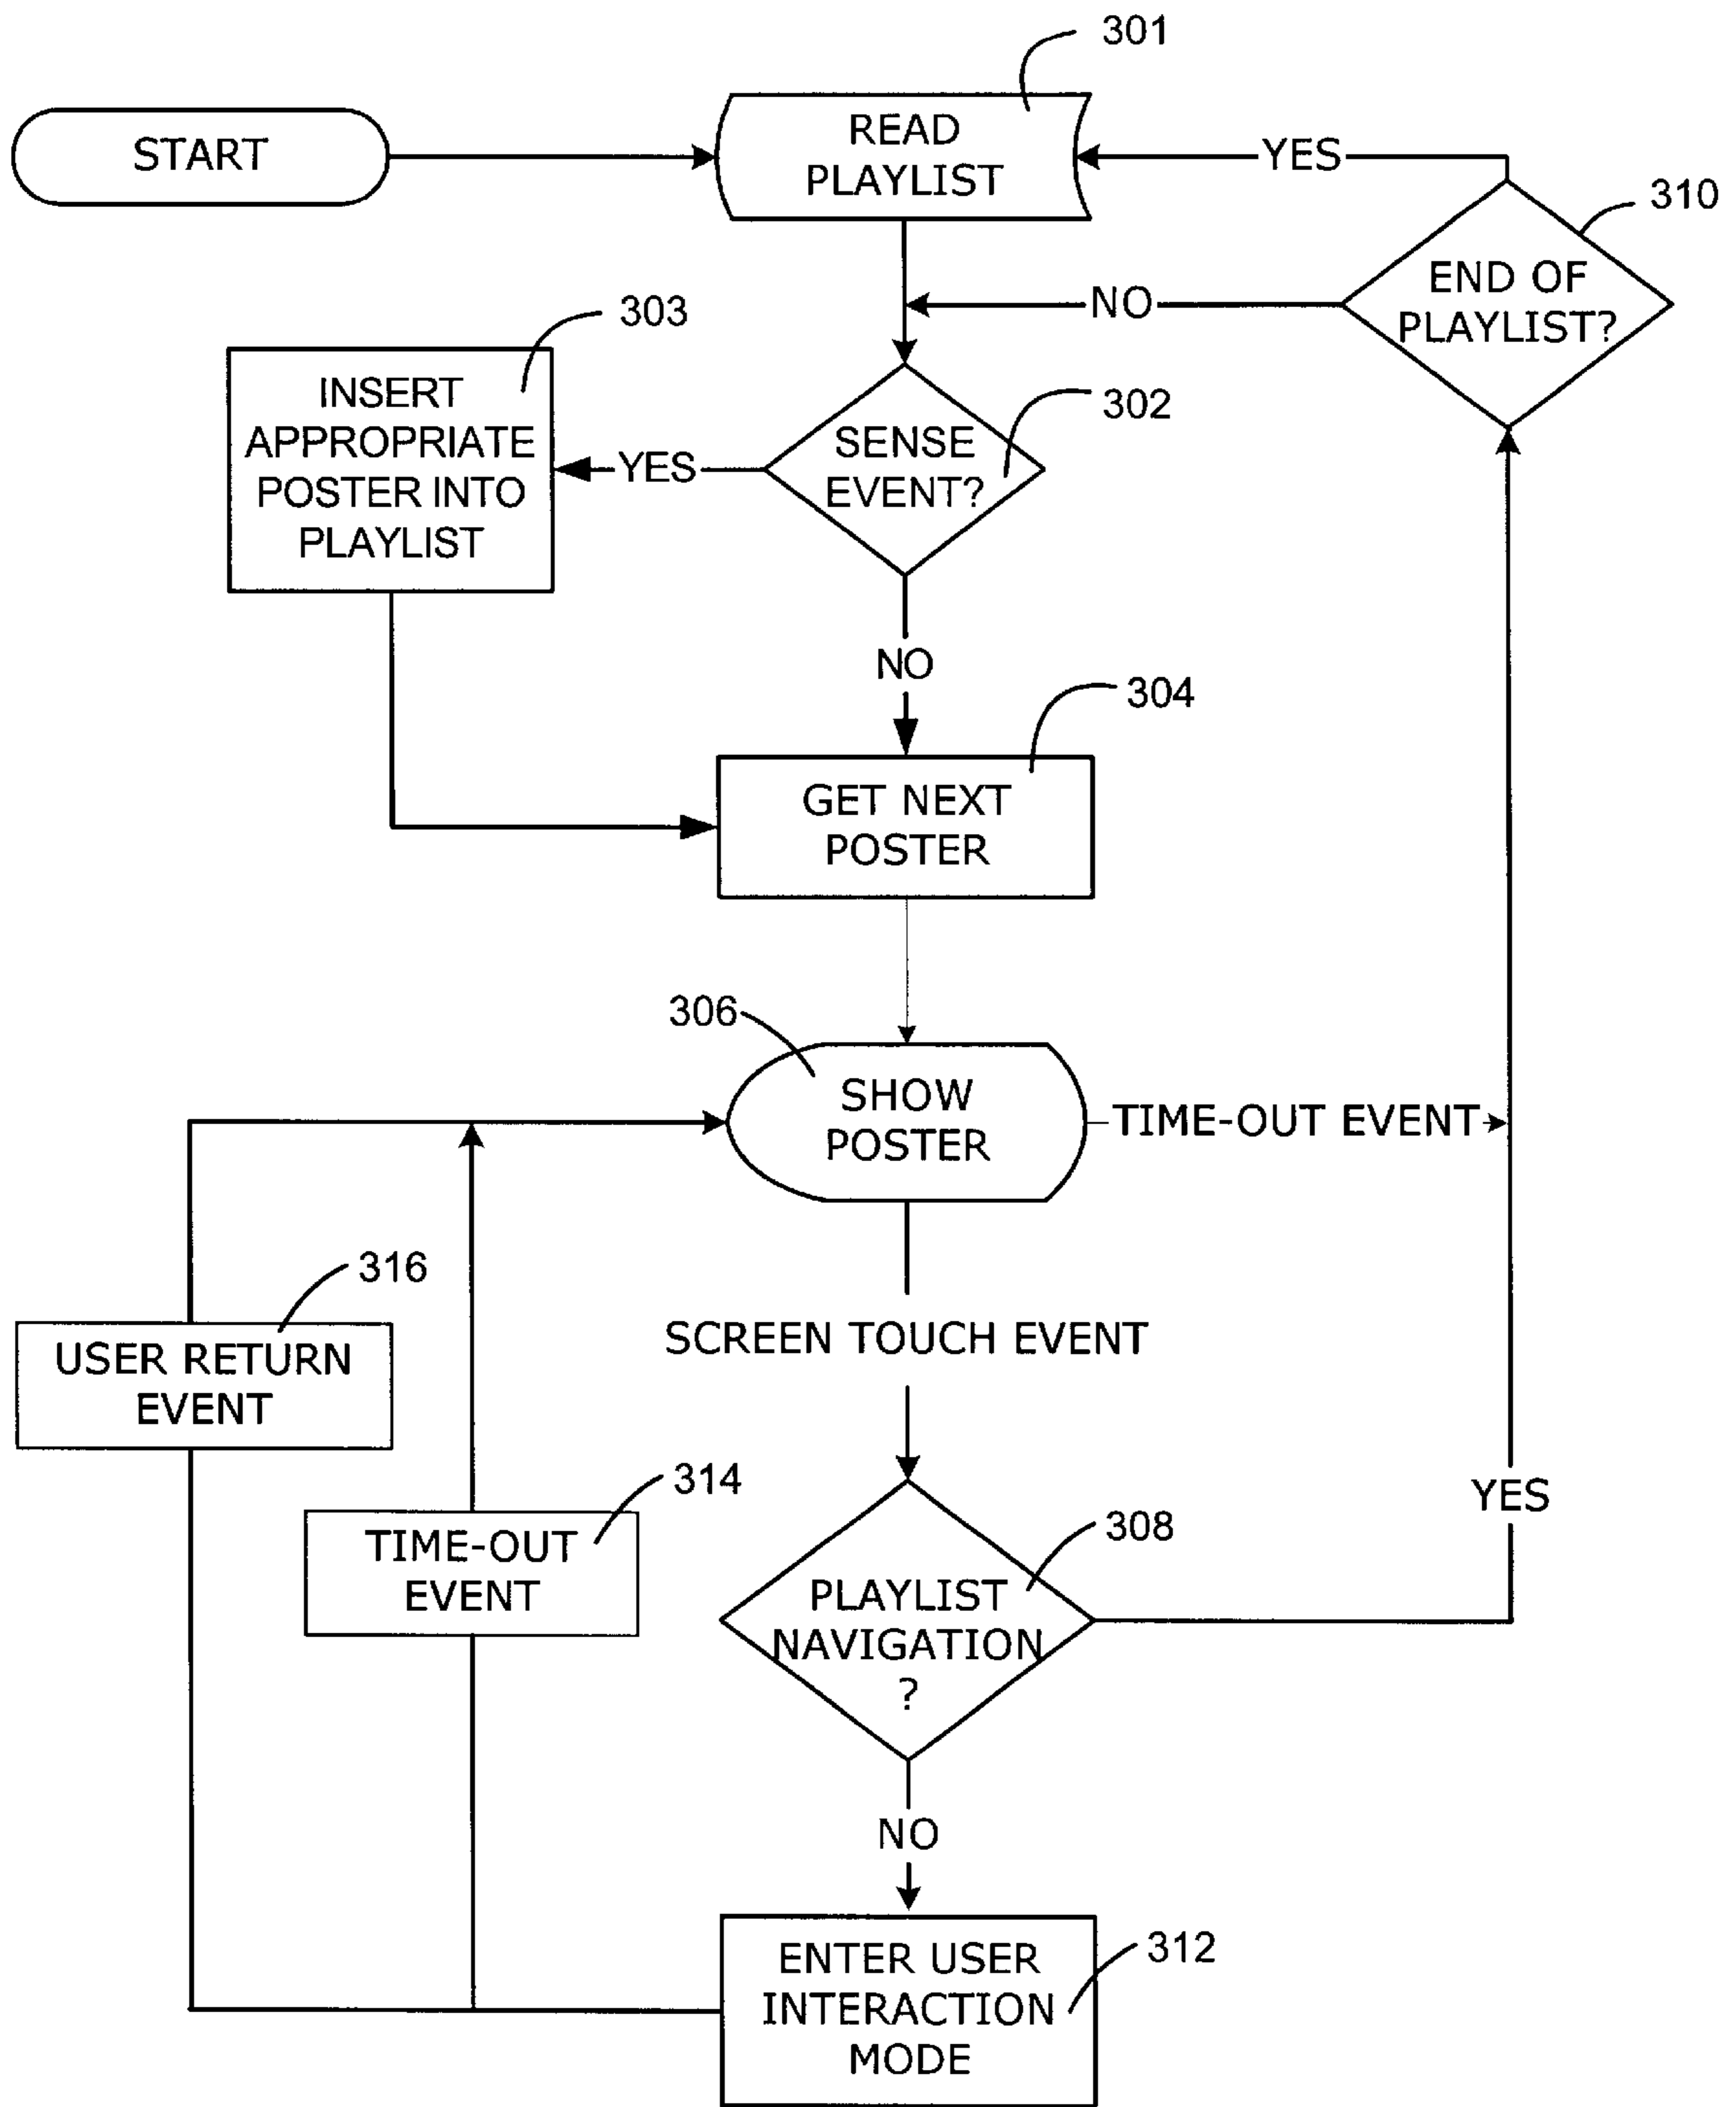 301
START
READ
PLAYLIST
YES
310
END OF
PLAYLIST?
NO
303
INSERT
APPROPRIATE
POSTER INTO
PLAYLIST
302
SENSE
EVENT?
YES
NO
304
GET NEXT
POSTER
306
SHOW
POSTER
TIME-OUT EVENT
316
USER RETURN
EVENT
SCREEN TOUCH EVENT
314
TIME-OUT
EVENT
308
PLAYLIST
NAVIGATION
?
YES
NO
312
ENTER USER
INTERACTION
MODE